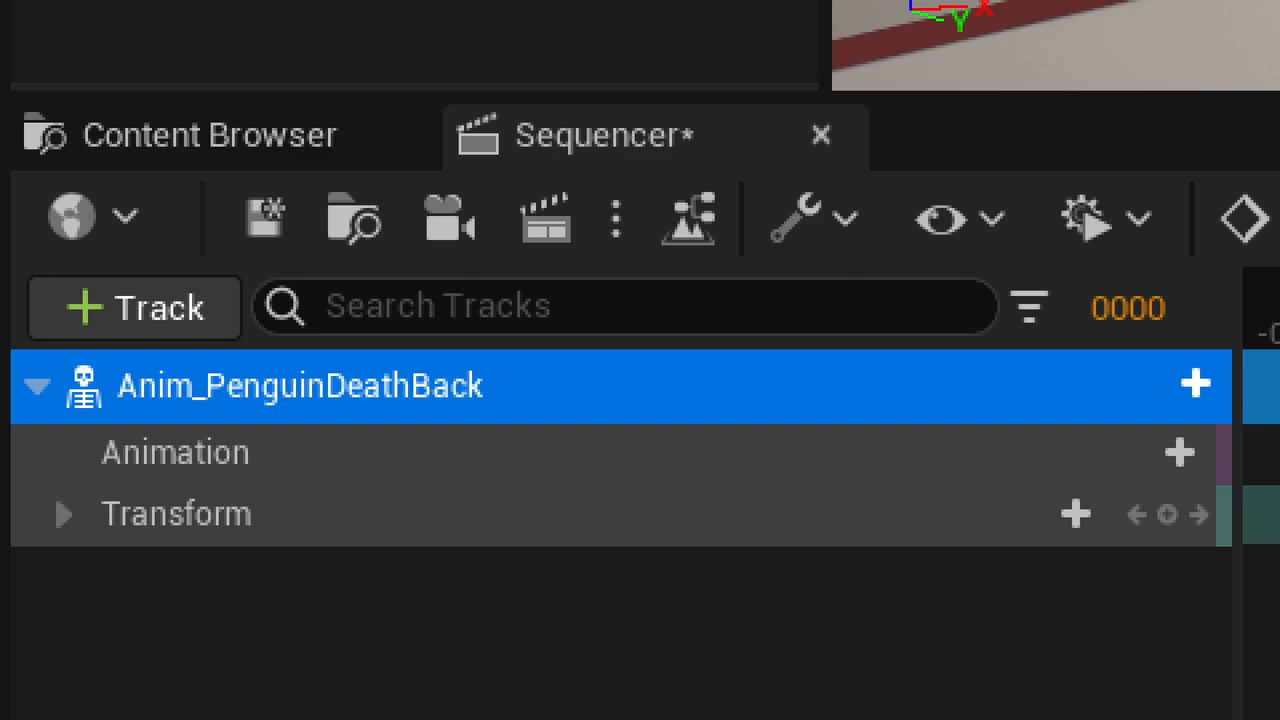 Y X
Content Browser
Sequencer*
Track
Search Tracks
0000
Anim_PenguinDeathBack
Animation
Transform